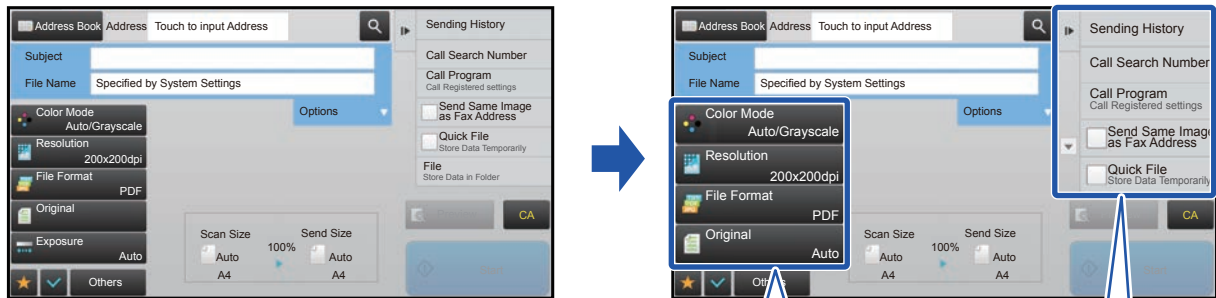 Address Book Address Touch to input Address
Subject
File Name Specified by System Settings
Options
Color Mode
Auto/Grayscale
Resolution
200x200dpi
File Format
PDF
Original
Exposure
Auto
Others
Scan Size
Auto
A4
100%
Send Size
Auto
A4
Sending History
Call Search Number
Call Program
Call Registered settings
Send Same Image
as Fax Address
Quick File
Store Data Temporarily
File
Store Data in Folder
CA
Address Book Address Touch to input Address
Subject
File Name Specified by System Settings
Options
Color Mode
Auto/Grayscale
Resolution
200x200dpi
File Format
PDF
Original
Auto
Others
Scan Size
Auto
A4
100%
Send Size
Auto
A4
Sending History
Call Search Number
Call Program
Call Registered settings
Send Same Image
as Fax Address
Quick File
Store Data Temporarily
CA